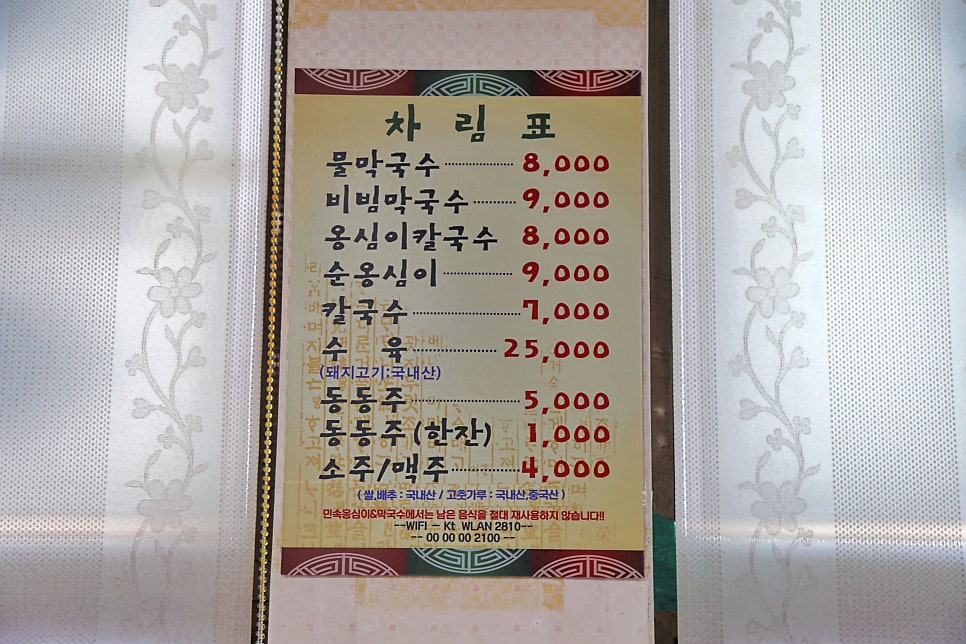 차 림 표
물막국수 8,000
비빔막국수 9,000
옹심이칼국수 8,000
순옹심이 9,000
칼국수 7,000
수 육 25,000
(돼지고기:국내산)
동동주 5,000
동동주(한잔) 1,000
소주/맥주 4,000
( 쌀,배추 : 국내산 / 고춧가루 : 국내산,중국산 )
민속옹심이&막국수에서는 남은 음식을 절대 재사용하지 않습니다!!
--WIFI – Kt WLAN 2810--
-- 00 00 00 2100 --